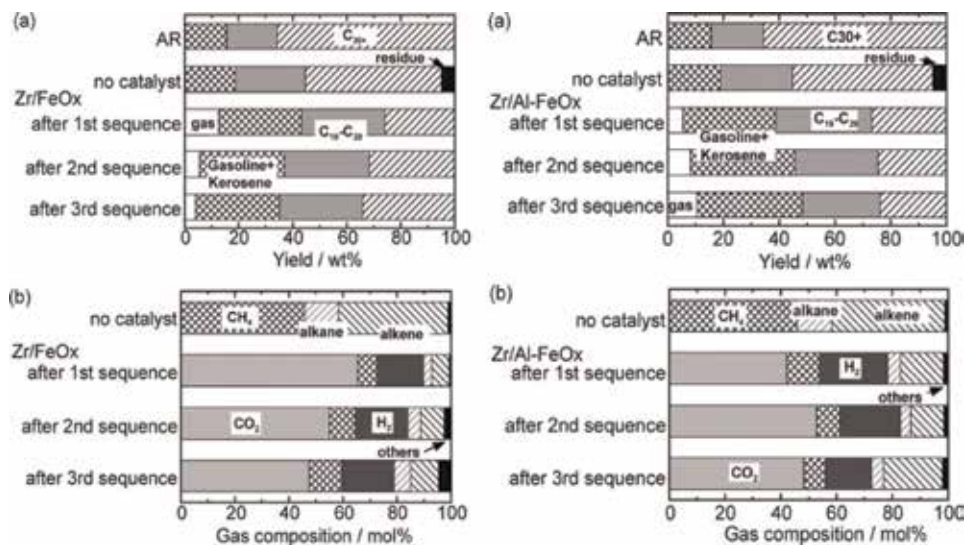 (a)
AR
C30+
residue
no catalyst
Zr/FeOx
after 1st sequence
gas
C16-C29
after 2nd sequence
Gasoline+
Kerosene
after 3rd sequence
0 20 40 60 80 100
Yield / wt%
(b)
no catalyst
CH4
alkane
alkene
Zr/FeOx
after 1st sequence
after 2nd sequence
CO2
H2
others
after 3rd sequence
0 20 40 60 80 100
Gas composition / mol%
(a)
AR
C30+
residue
no catalyst
Zr/Al-FeOx
after 1st sequence
C16-C29
Gasoline+
Kerosene
after 2nd sequence
after 3rd sequence
gas
0 20 40 60 80 100
Yield / wt%
(b)
no catalyst
CH4
alkane
alkene
Zr/Al-FeOx
after 1st sequence
H2
others
after 2nd sequence
after 3rd sequence
CO2
0 20 40 60 80 100
Gas composition / mol%